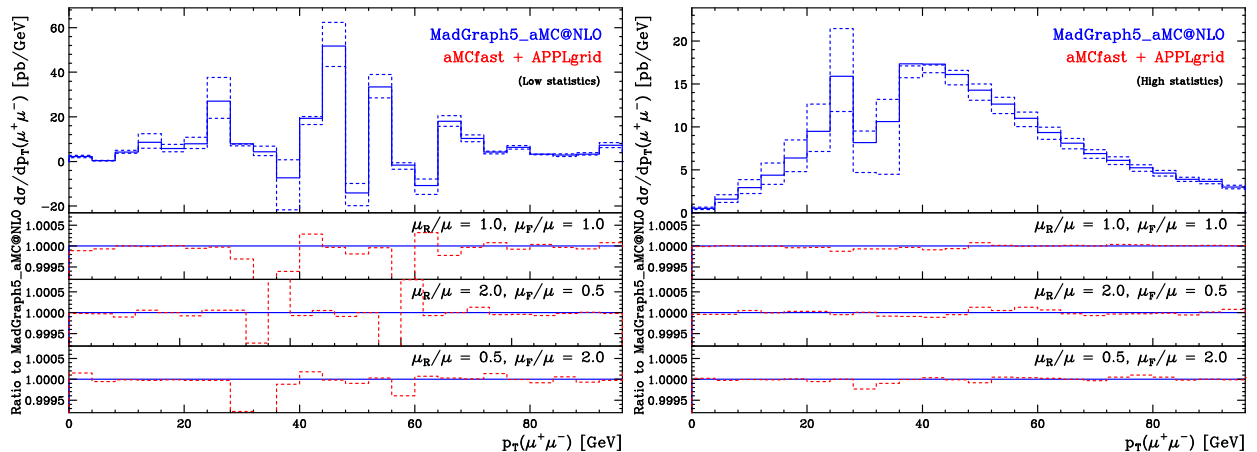 dσ/dp_T(μ⁺μ⁻) [pb/GeV]
60
40
20
0
−20
MadGraph5_aMC@NLO
aMCfast + APPLgrid
(Low statistics)
Ratio to MadGraph5_aMC@NLO
1.0005
1.0000
0.9995
μ_R/μ = 1.0, μ_F/μ = 1.0
1.0005
1.0000
0.9995
μ_R/μ = 2.0, μ_F/μ = 0.5
1.0005
1.0000
0.9995
μ_R/μ = 0.5, μ_F/μ = 2.0
0 20 40 60 80
p_T(μ⁺μ⁻) [GeV]
dσ/dp_T(μ⁺μ⁻) [pb/GeV]
20
15
10
5
0
MadGraph5_aMC@NLO
aMCfast + APPLgrid
(High statistics)
Ratio to MadGraph5_aMC@NLO
1.0005
1.0000
0.9995
μ_R/μ = 1.0, μ_F/μ = 1.0
1.0005
1.0000
0.9995
μ_R/μ = 2.0, μ_F/μ = 0.5
1.0005
1.0000
0.9995
μ_R/μ = 0.5, μ_F/μ = 2.0
0 20 40 60 80
p_T(μ⁺μ⁻) [GeV]